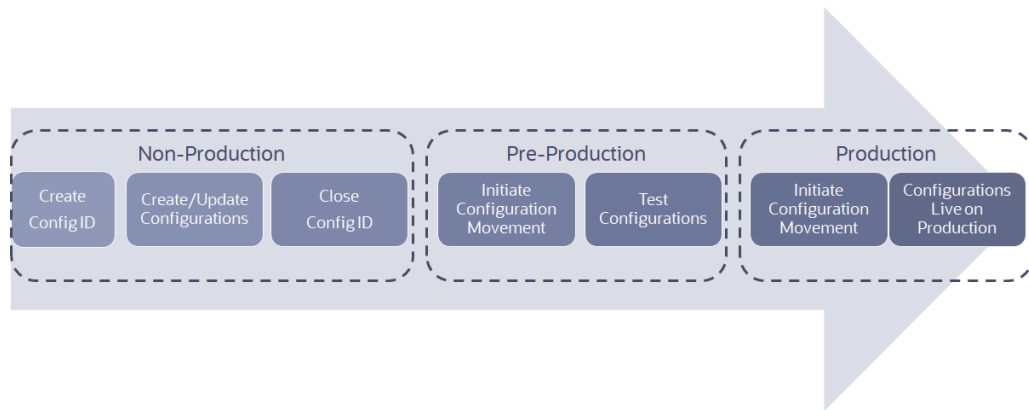 Non-Production
Create
Config ID
Create/Update
Configurations
Close
Config ID
Pre-Production
Initiate
Configuration
Movement
Test
Configurations
Production
Initiate
Configuration
Movement
Configurations
Live on
Production